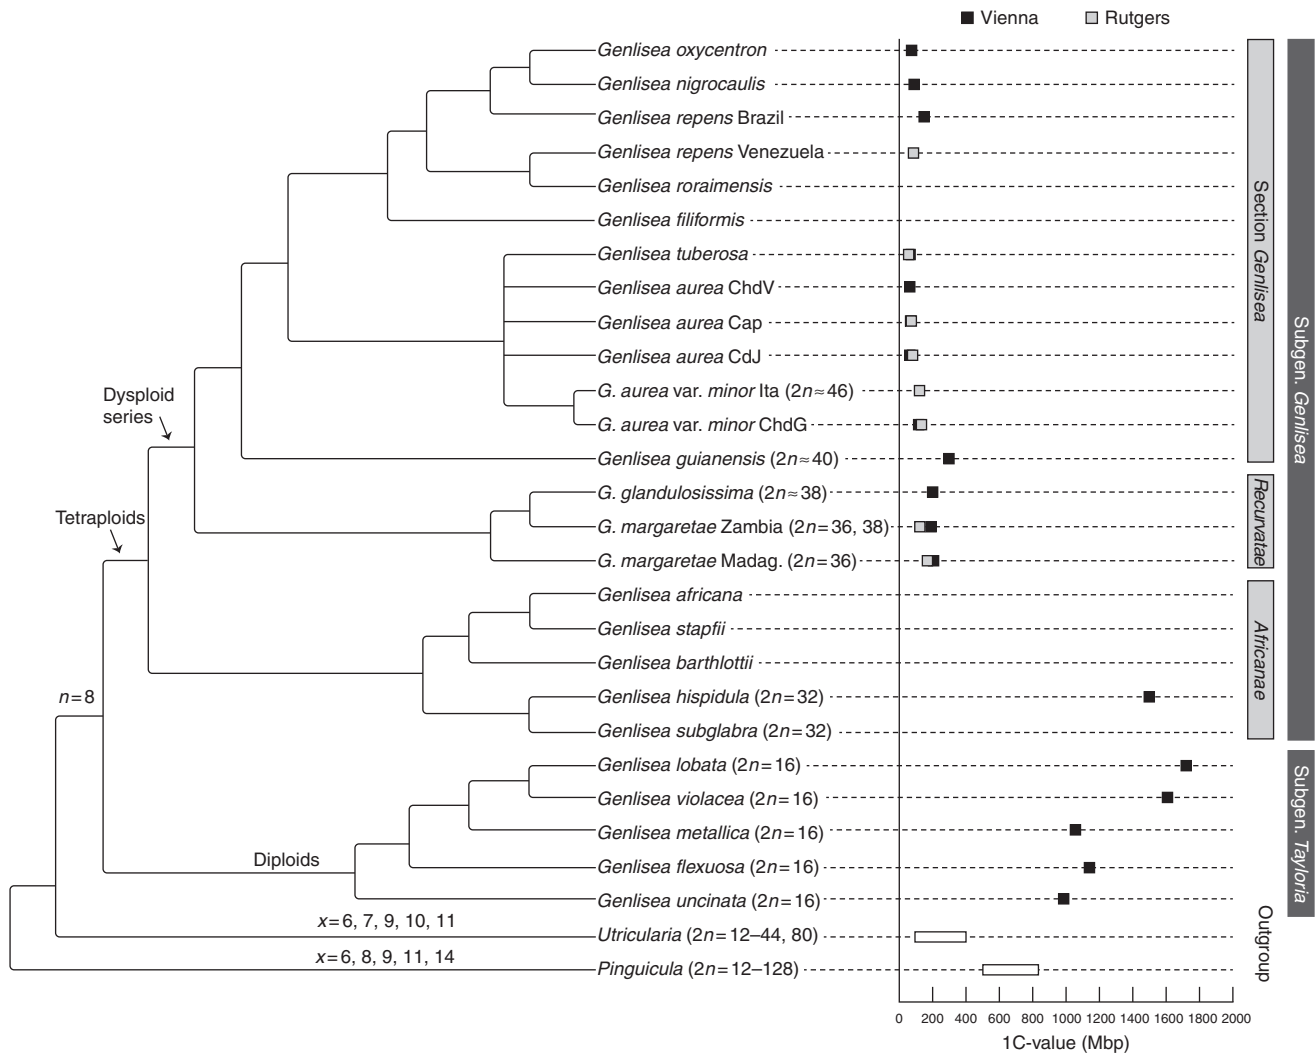 Vienna
Rutgers
Genlisea oxycentron
Genlisea nigrocaulis
Genlisea repens Brazil
Genlisea repens Venezuela
Genlisea roraimensis
Genlisea filiformis
Genlisea tuberosa
Genlisea aurea ChdV
Genlisea aurea Cap
Genlisea aurea CdJ
G. aurea var. minor Ita (2n≈46)
G. aurea var. minor ChdG
Genlisea guianensis (2n≈40)
G. glandulosissima (2n≈38)
G. margaretae Zambia (2n=36, 38)
G. margaretae Madag. (2n=36)
Genlisea africana
Genlisea stapfii
Genlisea barthlottii
Genlisea hispidula (2n=32)
Genlisea subglabra (2n=32)
Genlisea lobata (2n=16)
Genlisea violacea (2n=16)
Genlisea metallica (2n=16)
Genlisea flexuosa (2n=16)
Genlisea uncinata (2n=16)
Utricularia (2n=12–44, 80)
Pinguicula (2n=12–128)
Dysploid
series
Tetraploids
n=8
Diploids
x=6, 7, 9, 10, 11
x=6, 8, 9, 11, 14
Section Genlisea
Recurvatae
Africanae
Subgen. Genlisea
Subgen. Tayloria
Outgroup
0 200 400 600 800 1000 1200 1400 1600 1800 2000
1C-value (Mbp)